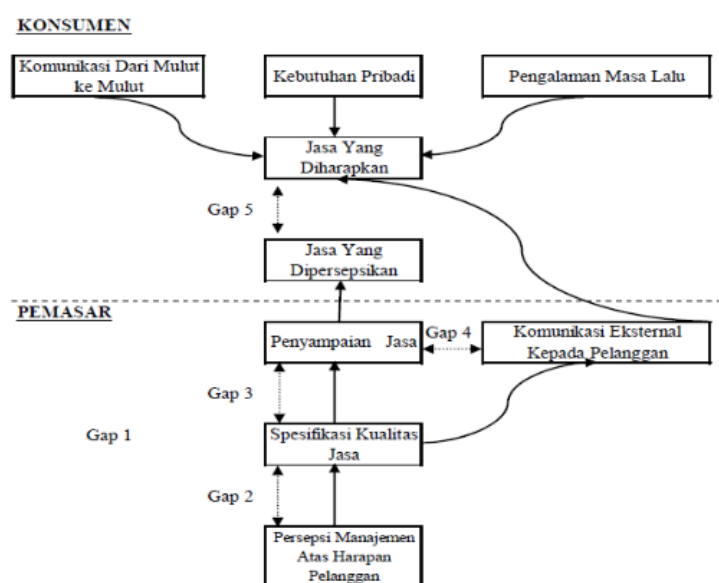 KONSUMEN
Komunikasi Dari Mulut
ke Mulut
Kebutuhan Pribadi
Pengalaman Masa Lalu
Jasa Yang
Diharapkan
Gap 5
Jasa Yang
Dipersepsikan
PEMASAR
Penyampaian Jasa
Gap 4
Komunikasi Eksternal
Kepada Pelanggan
Gap 3
Gap 1
Spesifikasi Kualitas
Jasa
Gap 2
Persepsi Manajemen
Atas Harapan
Pelanggan